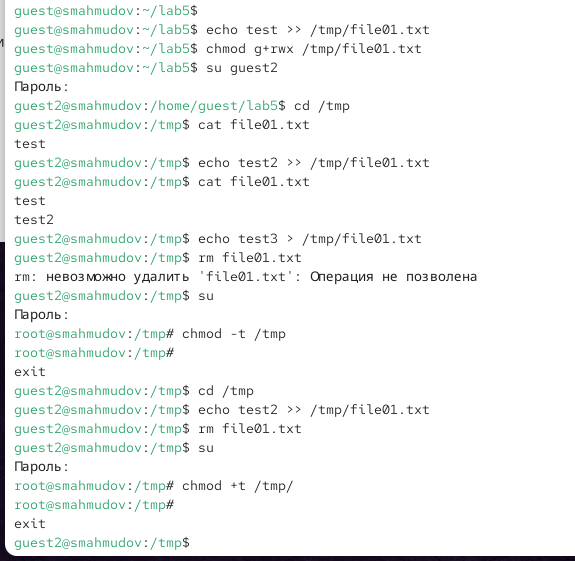 guest@smahmudov:~/lab5$
guest@smahmudov:~/lab5$ echo test >> /tmp/file01.txt
guest@smahmudov:~/lab5$ chmod g+rwx /tmp/file01.txt
guest@smahmudov:~/lab5$ su guest2
Пароль:
guest2@smahmudov:/home/guest/lab5$ cd /tmp
guest2@smahmudov:/tmp$ cat file01.txt
test
guest2@smahmudov:/tmp$ echo test2 >> /tmp/file01.txt
guest2@smahmudov:/tmp$ cat file01.txt
test
test2
guest2@smahmudov:/tmp$ echo test3 > /tmp/file01.txt
guest2@smahmudov:/tmp$ rm file01.txt
rm: невозможно удалить 'file01.txt': Операция не позволена
guest2@smahmudov:/tmp$ su
Пароль:
root@smahmudov:/tmp# chmod -t /tmp
root@smahmudov:/tmp#
exit
guest2@smahmudov:/tmp$ cd /tmp
guest2@smahmudov:/tmp$ echo test2 >> /tmp/file01.txt
guest2@smahmudov:/tmp$ rm file01.txt
guest2@smahmudov:/tmp$ su
Пароль:
root@smahmudov:/tmp# chmod +t /tmp/
root@smahmudov:/tmp#
exit
guest2@smahmudov:/tmp$